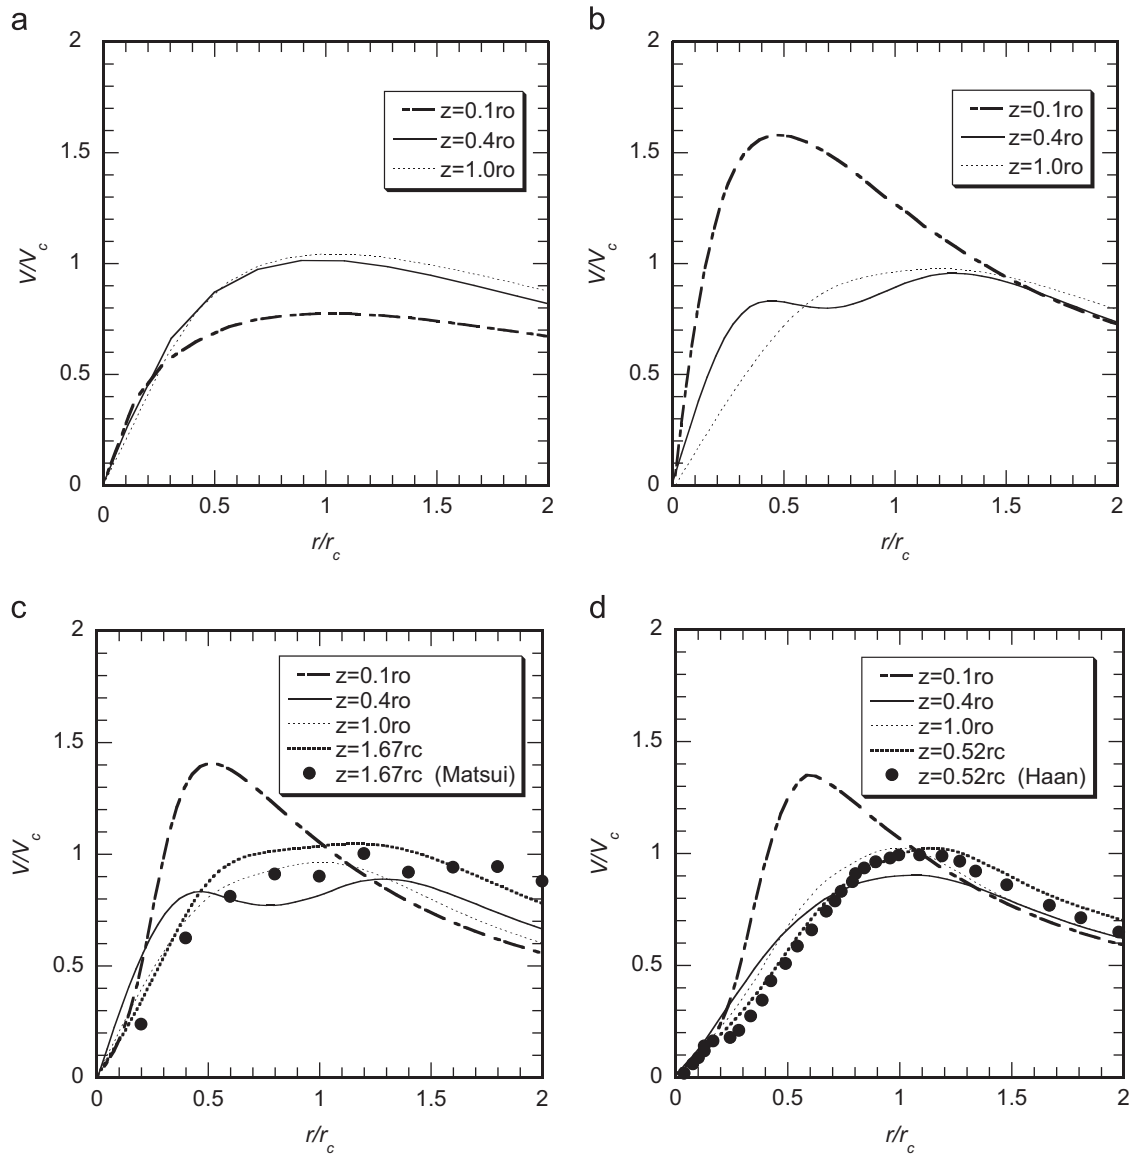 a
2
1.5
1
0.5
0
0
0.5
1
1.5
2
V/Vc
r/rc
z=0.1ro
z=0.4ro
z=1.0ro
b
2
1.5
1
0.5
0
0
0.5
1
1.5
2
V/Vc
r/rc
z=0.1ro
z=0.4ro
z=1.0ro
c
2
1.5
1
0.5
0
0
0.5
1
1.5
2
V/Vc
r/rc
z=0.1ro
z=0.4ro
z=1.0ro
z=1.67rc
z=1.67rc (Matsui)
d
2
1.5
1
0.5
0
0
0.5
1
1.5
2
V/Vc
r/rc
z=0.1ro
z=0.4ro
z=1.0ro
z=0.52rc
z=0.52rc (Haan)